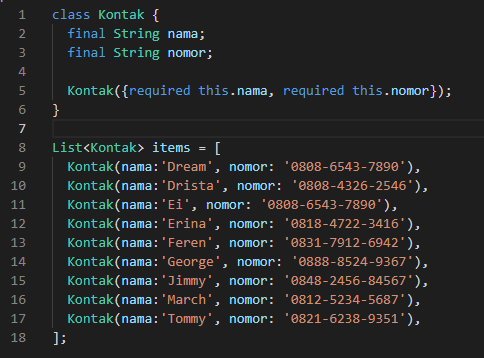 1 class Kontak {
2   final String nama;
3   final String nomor;
4
5   Kontak({required this.nama, required this.nomor});
6 }
7
8 List<Kontak> items = [
9   Kontak(nama:'Dream', nomor: '0808-6543-7890'),
10   Kontak(nama:'Drista', nomor: '0808-4326-2546'),
11   Kontak(nama:'Ei', nomor: '0808-6543-7890'),
12   Kontak(nama:'Erina', nomor: '0818-4722-3416'),
13   Kontak(nama:'Feren', nomor: '0831-7912-6942'),
14   Kontak(nama:'George', nomor: '0888-8524-9367'),
15   Kontak(nama:'Jimmy', nomor: '0848-2456-84567'),
16   Kontak(nama:'March', nomor: '0812-5234-5687'),
17   Kontak(nama:'Tommy', nomor: '0821-6238-9351'),
18 ];